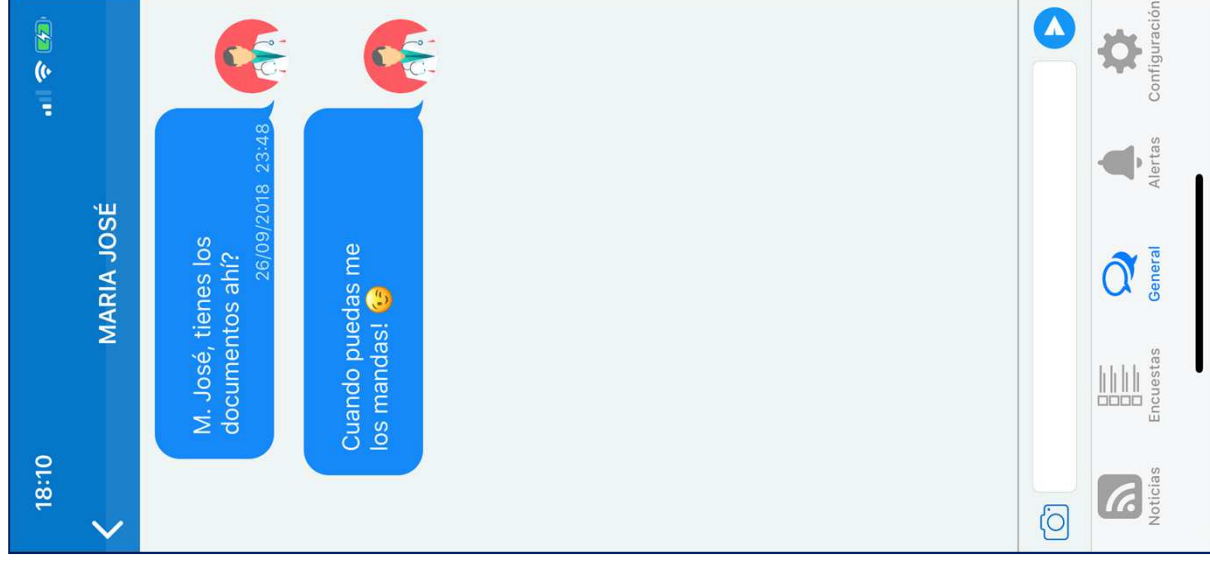 18:10
MARIA JOSÉ
M. José, tienes los
documentos ahí?
26/09/2018 23:48
Cuando puedas me
los mandas! 😉
Noticias
Encuestas
General
Alertas
Configuración